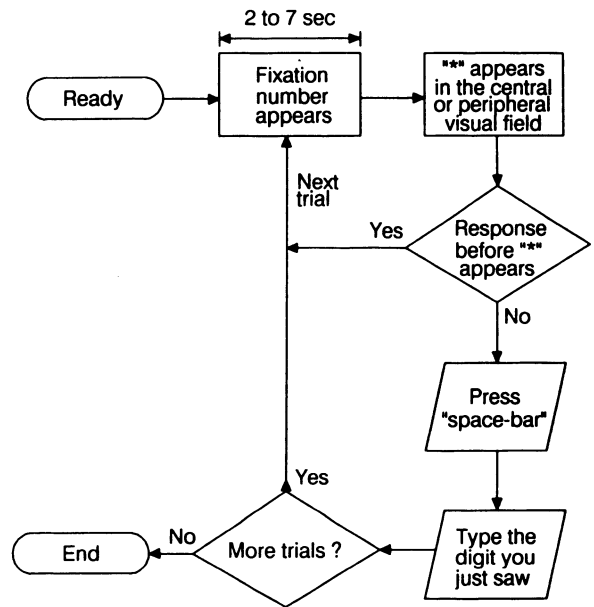 2 to 7 sec
Ready
Fixation
number
appears
"*" appears
in the central
or peripheral
visual field
Next
trial
Yes
Response
before "*"
appears
No
Press
"space-bar"
Yes
End
No
More trials ?
Type the
digit you
just saw